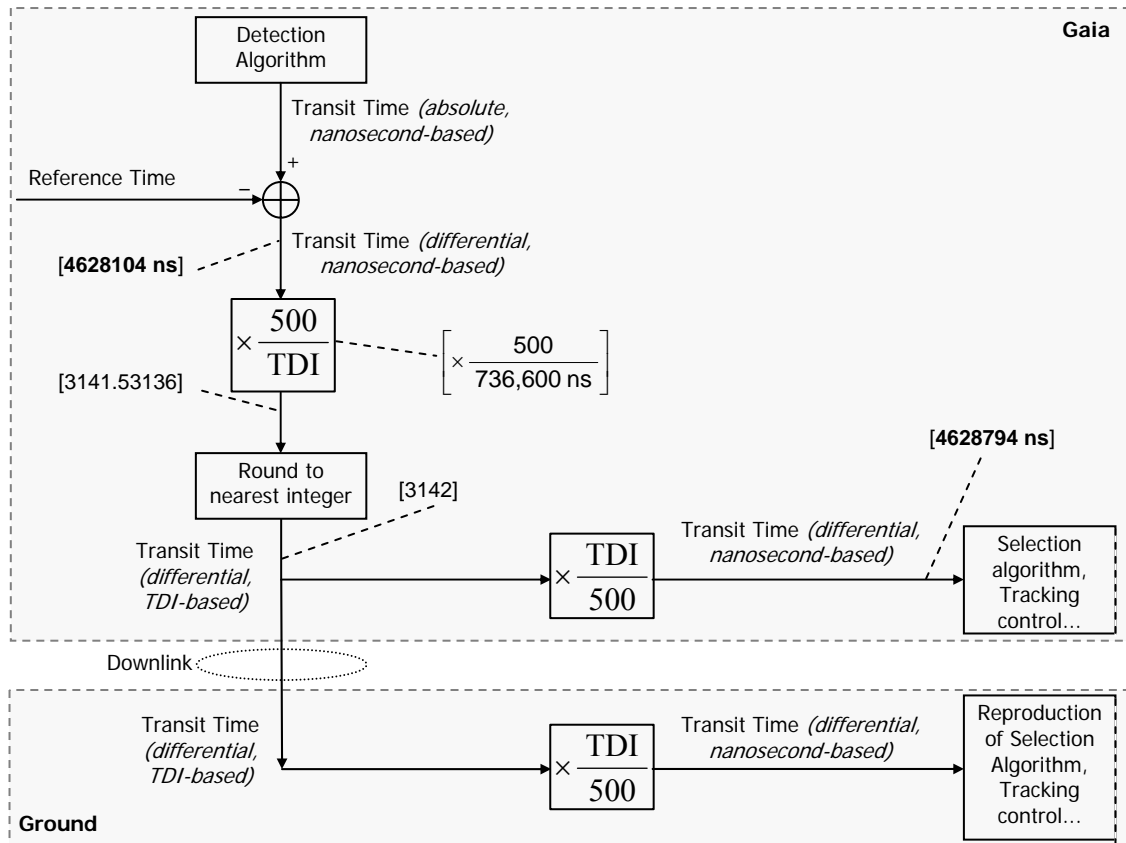 Gaia
Detection
Algorithm
Transit Time (absolute,
nanosecond-based)
+
Reference Time
−
Transit Time (differential,
nanosecond-based)
[4628104 ns]
× 500
TDI
[× 500
736,600 ns]
[3141.53136]
[4628794 ns]
Round to
nearest integer
[3142]
Transit Time
(differential,
TDI-based)
× TDI
500
Transit Time (differential,
nanosecond-based)
Selection
algorithm,
Tracking
control...
Downlink
Transit Time
(differential,
TDI-based)
× TDI
500
Transit Time (differential,
nanosecond-based)
Reproduction
of Selection
Algorithm,
Tracking
control...
Ground